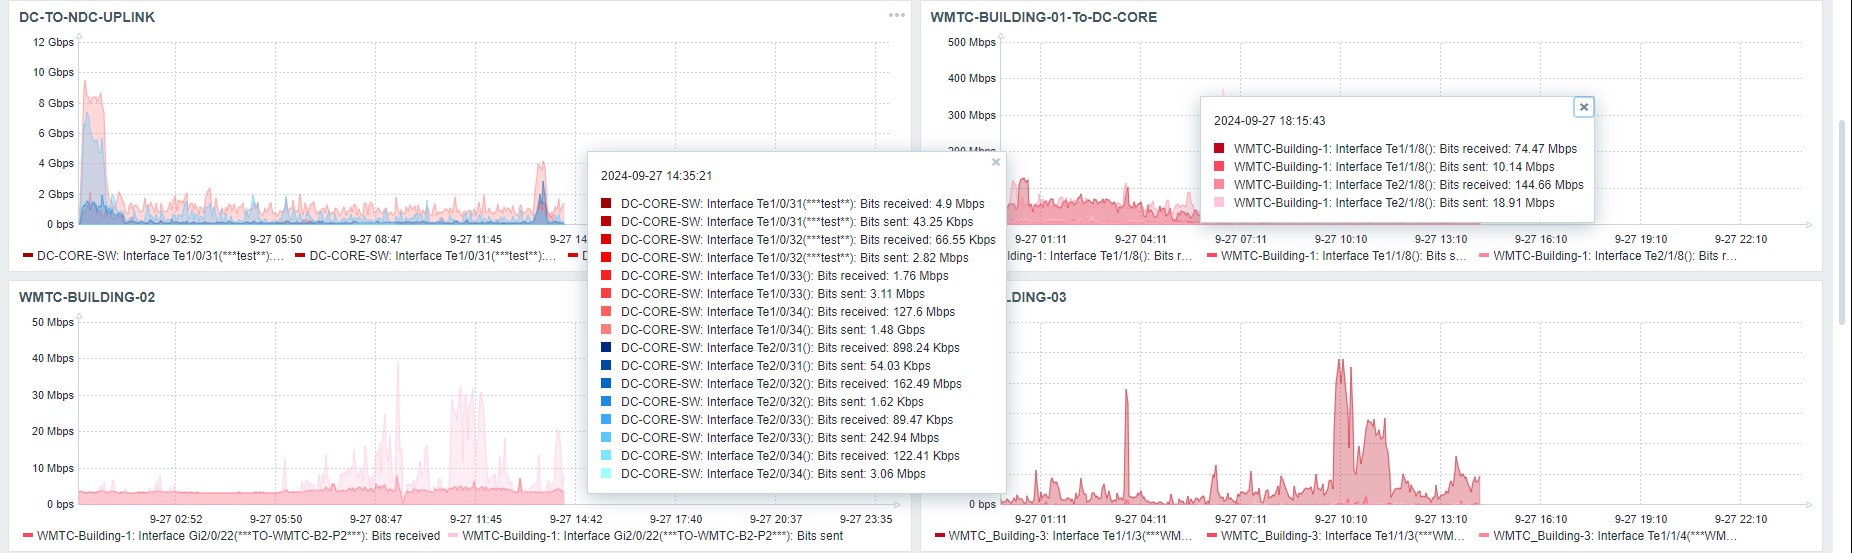 DC-TO-NDC-UPLINK
12 Gbps
10 Gbps
8 Gbps
6 Gbps
4 Gbps
2 Gbps
0 bps
9-27 02:52 9-27 05:50 9-27 08:47 9-27 11:45 9-27 14
DC-CORE-SW: Interface Te1/0/31(***test**):... DC-CORE-SW: Interface Te1/0/31(***test**):... D
WMTC-BUILDING-01-To-DC-CORE
500 Mbps
400 Mbps
300 Mbps
200 Mbps
9-27 01:11 9-27 04:11 9-27 07:11 9-27 10:10 9-27 13:10 9-27 16:10 9-27 19:10 9-27 22:10
lding-1: Interface Te1/1/8(): Bits r... WMTC-Building-1: Interface Te1/1/8(): Bits s... WMTC-Building-1: Interface Te2/1/8(): Bits r...
2024-09-27 18:15:43
WMTC-Building-1: Interface Te1/1/8(): Bits received: 74.47 Mbps
WMTC-Building-1: Interface Te1/1/8(): Bits sent: 10.14 Mbps
WMTC-Building-1: Interface Te2/1/8(): Bits received: 144.66 Mbps
WMTC-Building-1: Interface Te2/1/8(): Bits sent: 18.91 Mbps
2024-09-27 14:35:21
DC-CORE-SW: Interface Te1/0/31(***test**): Bits received: 4.9 Mbps
DC-CORE-SW: Interface Te1/0/31(***test**): Bits sent: 43.25 Kbps
DC-CORE-SW: Interface Te1/0/32(***test**): Bits received: 66.55 Kbps
DC-CORE-SW: Interface Te1/0/32(***test**): Bits sent: 2.82 Mbps
DC-CORE-SW: Interface Te1/0/33(): Bits received: 1.76 Mbps
DC-CORE-SW: Interface Te1/0/33(): Bits sent: 3.11 Mbps
DC-CORE-SW: Interface Te1/0/34(): Bits received: 127.6 Mbps
DC-CORE-SW: Interface Te1/0/34(): Bits sent: 1.48 Gbps
DC-CORE-SW: Interface Te2/0/31(): Bits received: 898.24 Kbps
DC-CORE-SW: Interface Te2/0/31(): Bits sent: 54.03 Kbps
DC-CORE-SW: Interface Te2/0/32(): Bits received: 162.49 Mbps
DC-CORE-SW: Interface Te2/0/32(): Bits sent: 1.62 Kbps
DC-CORE-SW: Interface Te2/0/33(): Bits received: 89.47 Kbps
DC-CORE-SW: Interface Te2/0/33(): Bits sent: 242.94 Mbps
DC-CORE-SW: Interface Te2/0/34(): Bits received: 122.41 Kbps
DC-CORE-SW: Interface Te2/0/34(): Bits sent: 3.06 Mbps
WMTC-BUILDING-02
50 Mbps
40 Mbps
30 Mbps
20 Mbps
10 Mbps
0 bps
9-27 02:52 9-27 05:50 9-27 08:47 9-27 11:45 9-27 14:42 9-27 17:40 9-27 20:37 9-27 23:35
WMTC-Building-1: Interface Gi2/0/22(***TO-WMTC-B2-P2***): Bits received WMTC-Building-1: Interface Gi2/0/22(***TO-WMTC-B2-P2***): Bits sent
LDING-03
0 bps
9-27 01:11 9-27 04:11 9-27 07:11 9-27 10:10 9-27 13:10 9-27 16:10 9-27 19:10 9-27 22:10
WMTC_Building-3: Interface Te1/1/3(***WM... WMTC_Building-3: Interface Te1/1/3(***WM... WMTC_Building-3: Interface Te1/1/4(***WM...